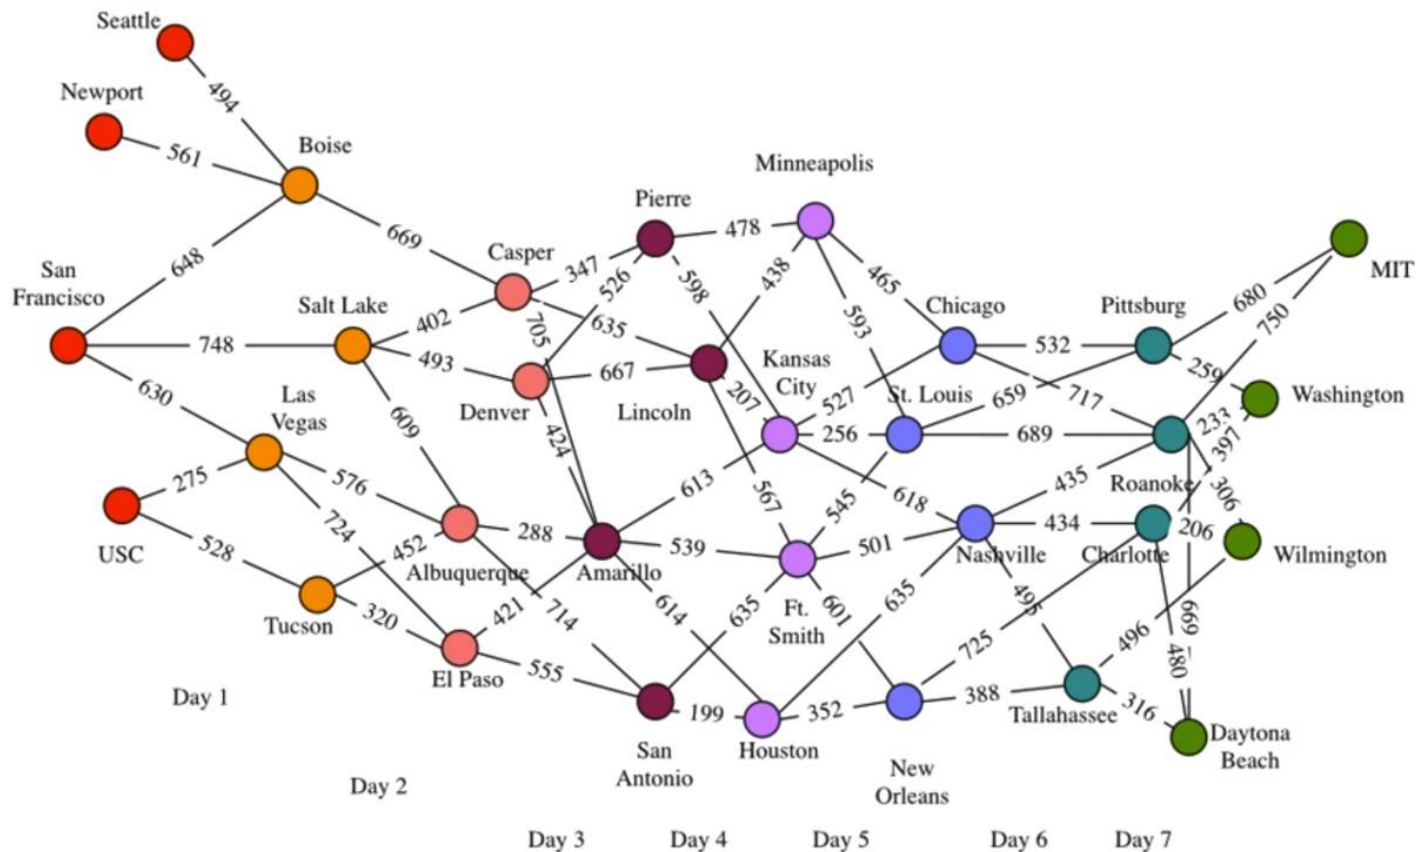 Seattle
494
Newport
561
Boise
Minneapolis
Pierre
478
669
Casper
347
526
598
438
465
648
San
Francisco
MIT
Salt Lake
402
705
635
593
Chicago
Pittsburg
680
750
748
493
667
Kansas
City
532
259
207
527
St. Louis
659
717
Washington
630
Las
Vegas
Denver
Lincoln
609
424
256
689
233
397
275
576
613
567
618
435
Roanoke
306
724
545
USC
528
452
288
539
501
Nashville
434
Charlotte
206
Wilmington
Albuquerque
Amarillo
Tucson
320
421
714
614
635
Ft.
Smith
601
635
495
669
El Paso
555
725
496
480
Day 1
199
352
388
Tallahassee
316
San
Antonio
Houston
New
Orleans
Daytona
Beach
Day 2
Day 3
Day 4
Day 5
Day 6
Day 7